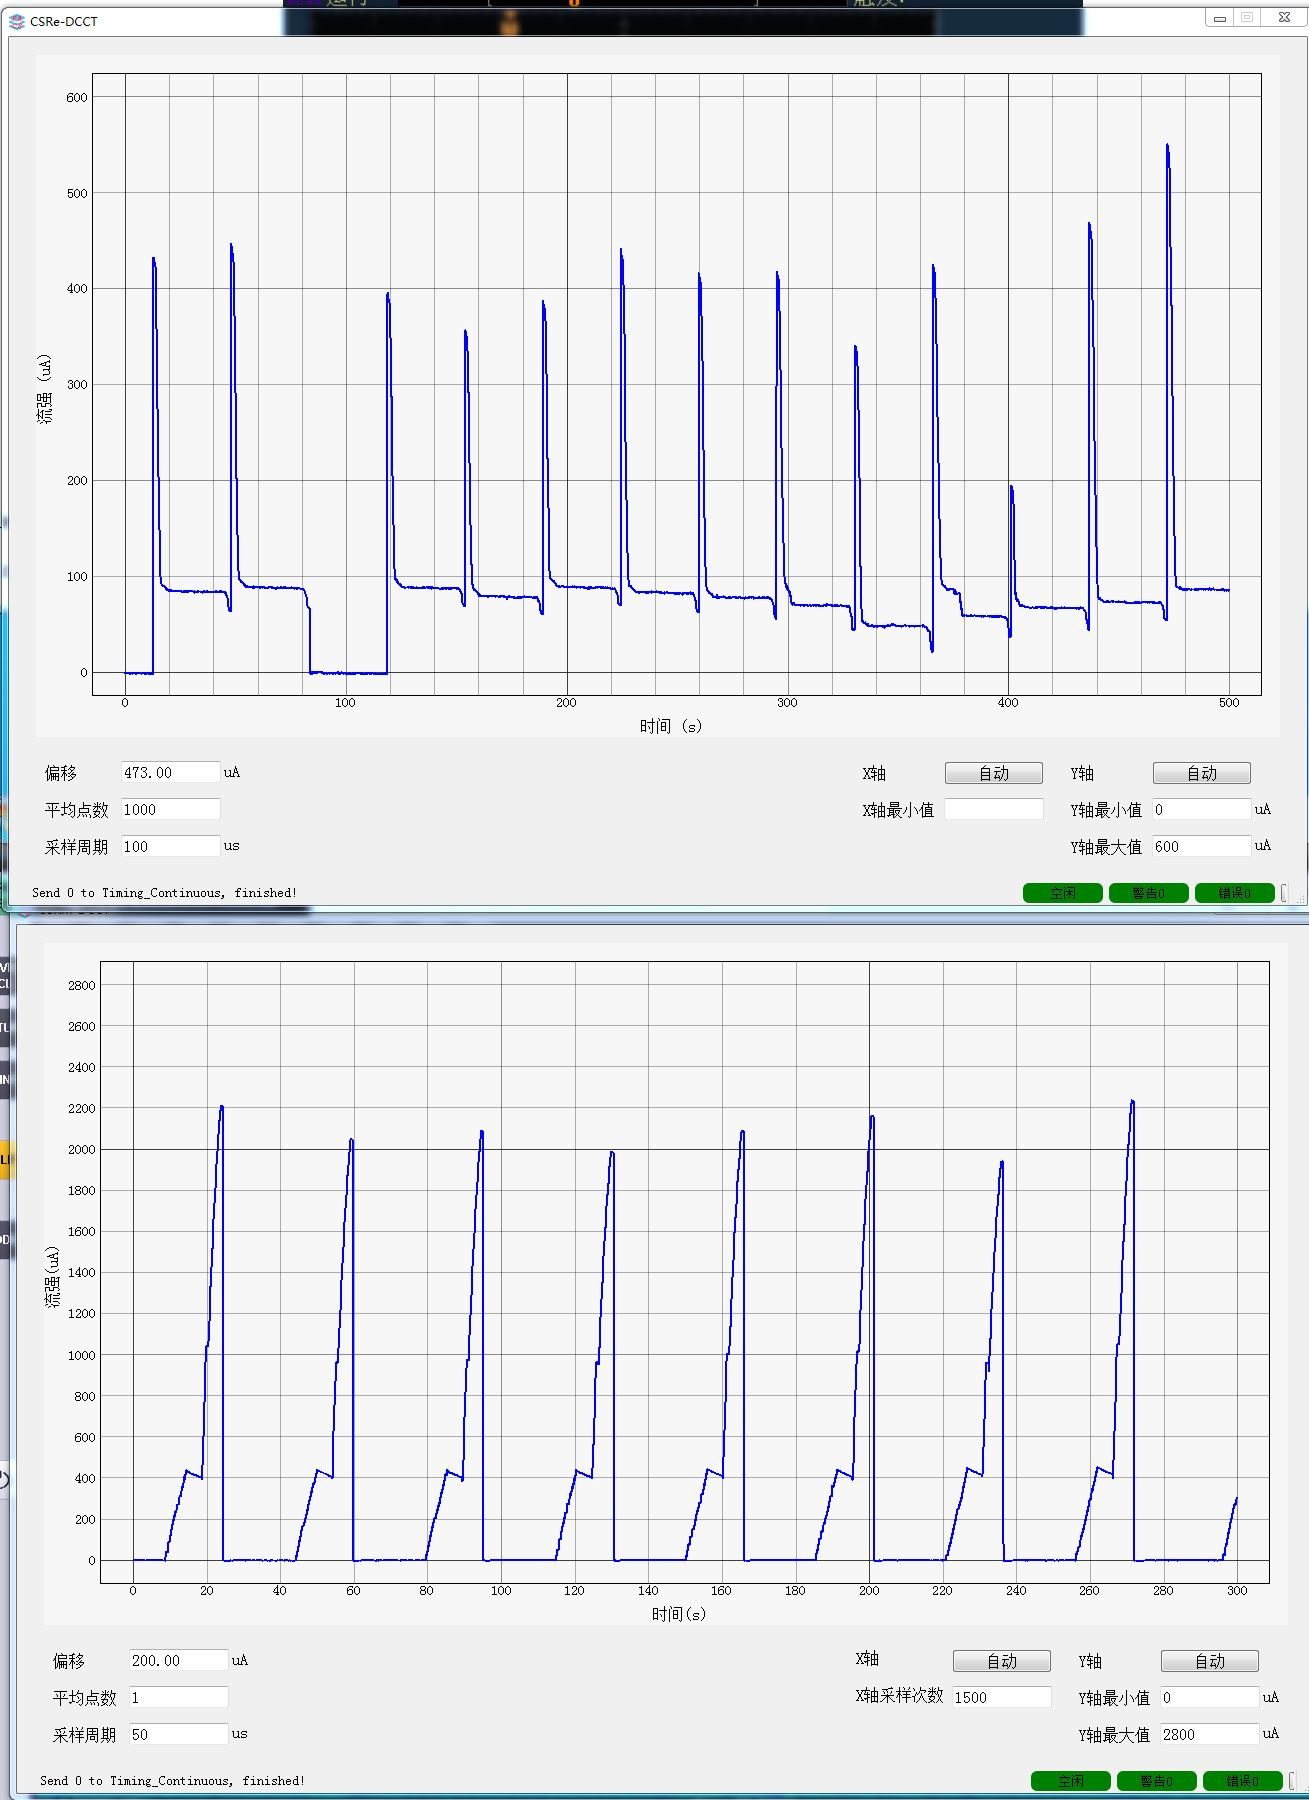 运行
触发:
CSRe-DCCT
600
500
400
300
200
100
0
流强 (uA)
0 100 200 300 400 500
时间 (s)
偏移 473.00 uA X轴 自动 Y轴 自动
平均点数 1000 X轴最小值 Y轴最小值 0 uA
采样周期 100 us Y轴最大值 600 uA
Send 0 to Timing_Continuous, finished! 空闲 警告0 错误0
2800
2600
2400
2200
2000
1800
1600
1400
1200
1000
800
600
400
200
0
流强(uA)
0 20 40 60 80 100 120 140 160 180 200 220 240 260 280 300
时间(s)
偏移 200.00 uA X轴 自动 Y轴 自动
平均点数 1 X轴采样次数 1500 Y轴最小值 0 uA
采样周期 50 us Y轴最大值 2800 uA
Send 0 to Timing_Continuous, finished! 空闲 警告0 错误0